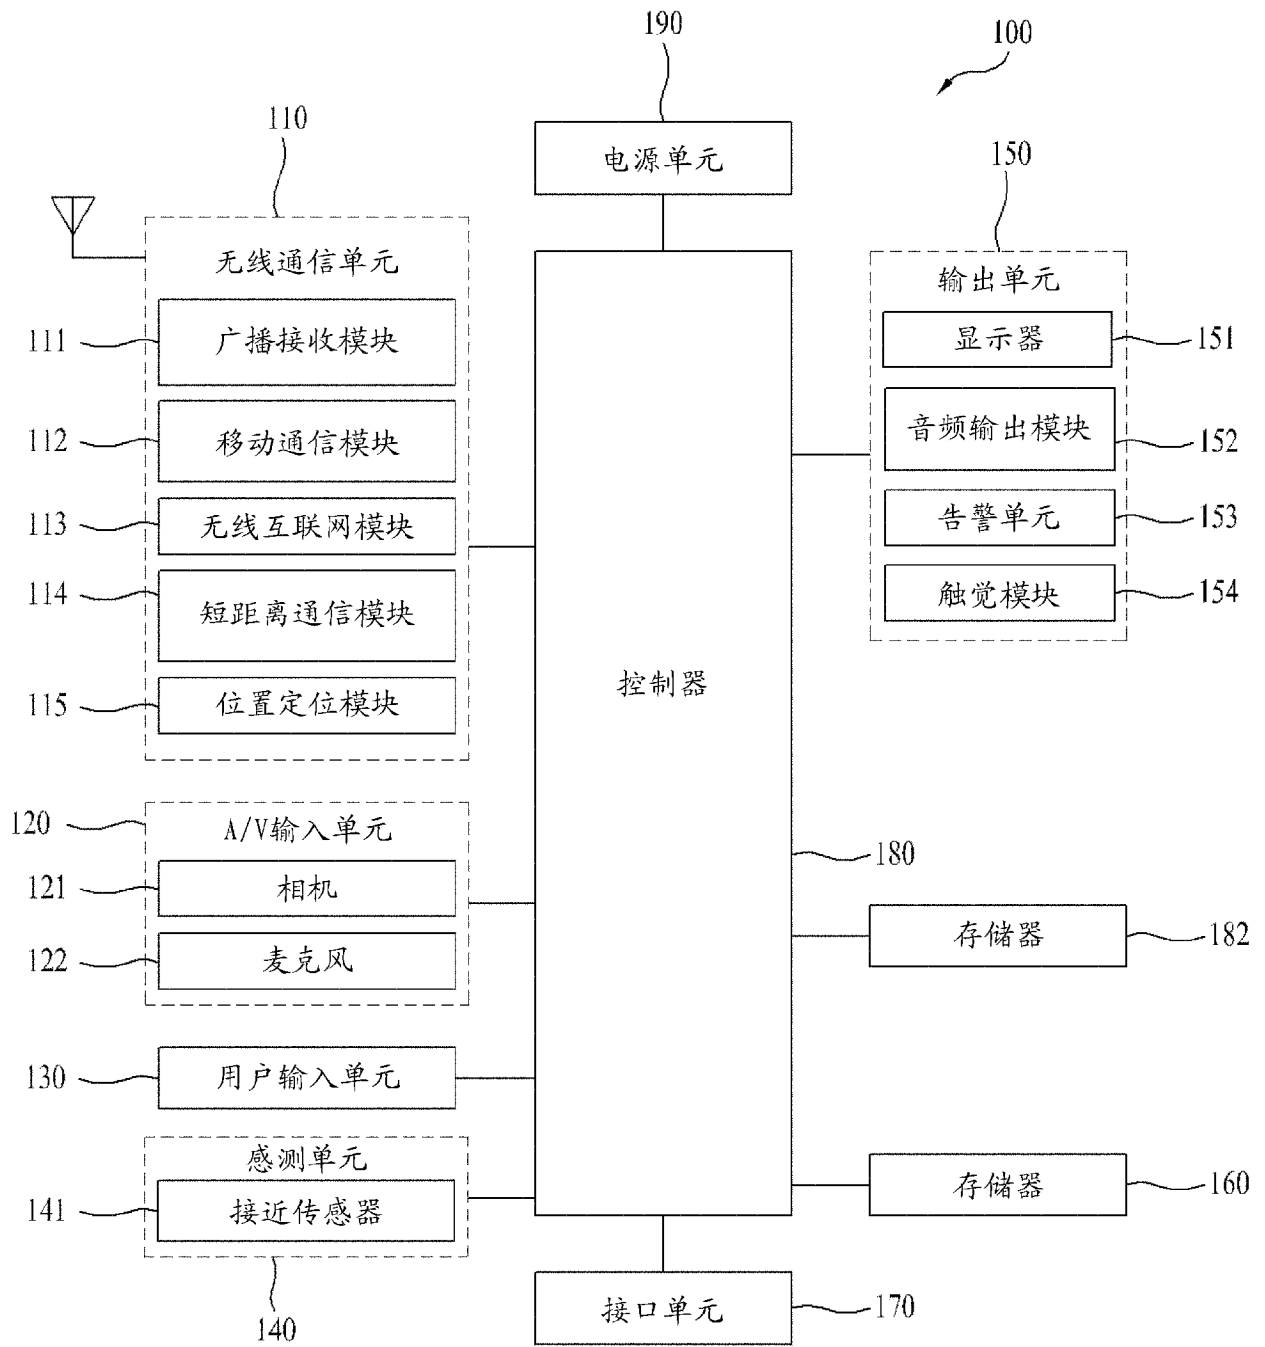 190
100
电源单元
110
无线通信单元
111
广播接收模块
112
移动通信模块
113
无线互联网模块
114
短距离通信模块
115
位置定位模块
120
A/V输入单元
121
相机
122
麦克风
130
用户输入单元
感测单元
141
接近传感器
140
控制器
180
150
输出单元
显示器
151
音频输出模块
152
告警单元
153
触觉模块
154
存储器
182
存储器
160
接口单元
170